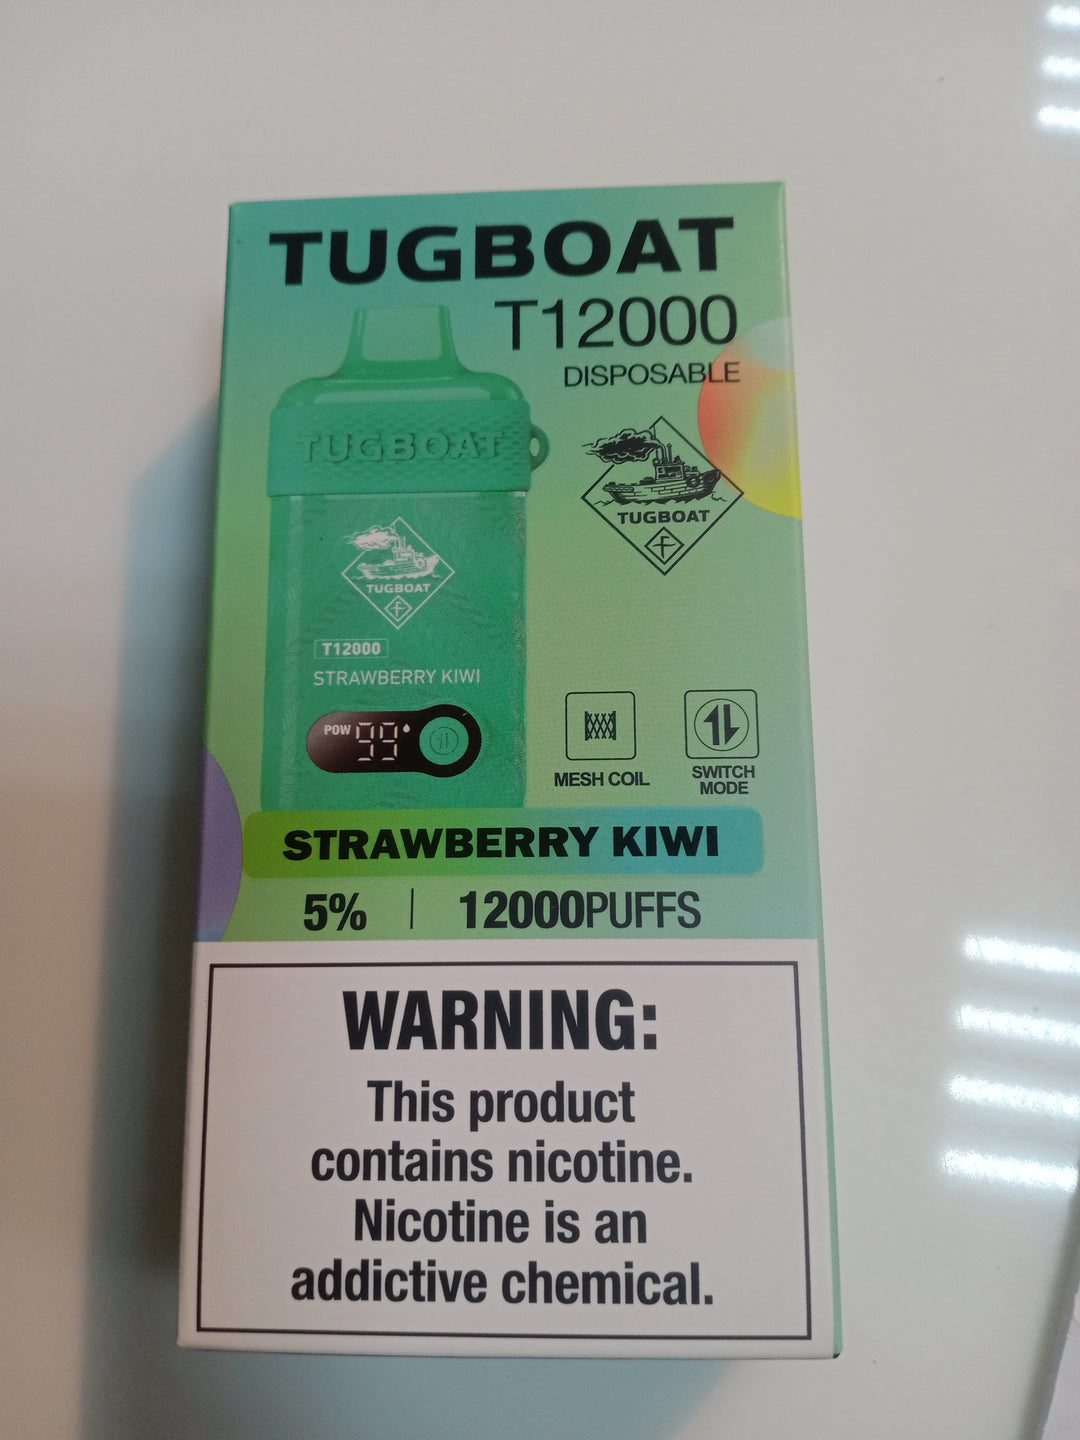 TUGBOAT
T12000
DISPOSABLE
TUGBOAT
TUGBOAT
f
TUGBOAT
f
T12000
STRAWBERRY KIWI
POW 99
MESH COIL
SWITCH
MODE
STRAWBERRY KIWI
5% | 12000PUFFS
WARNING:
This product
contains nicotine.
Nicotine is an
addictive chemical.